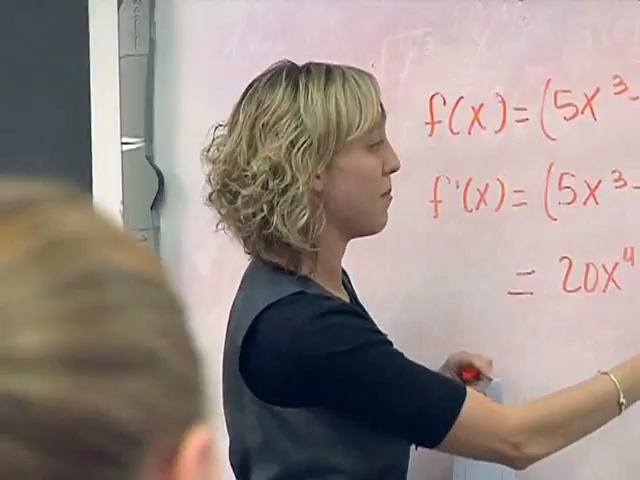 f(x) = (5x³-
f'(x) = (5x³-
= 20x⁴